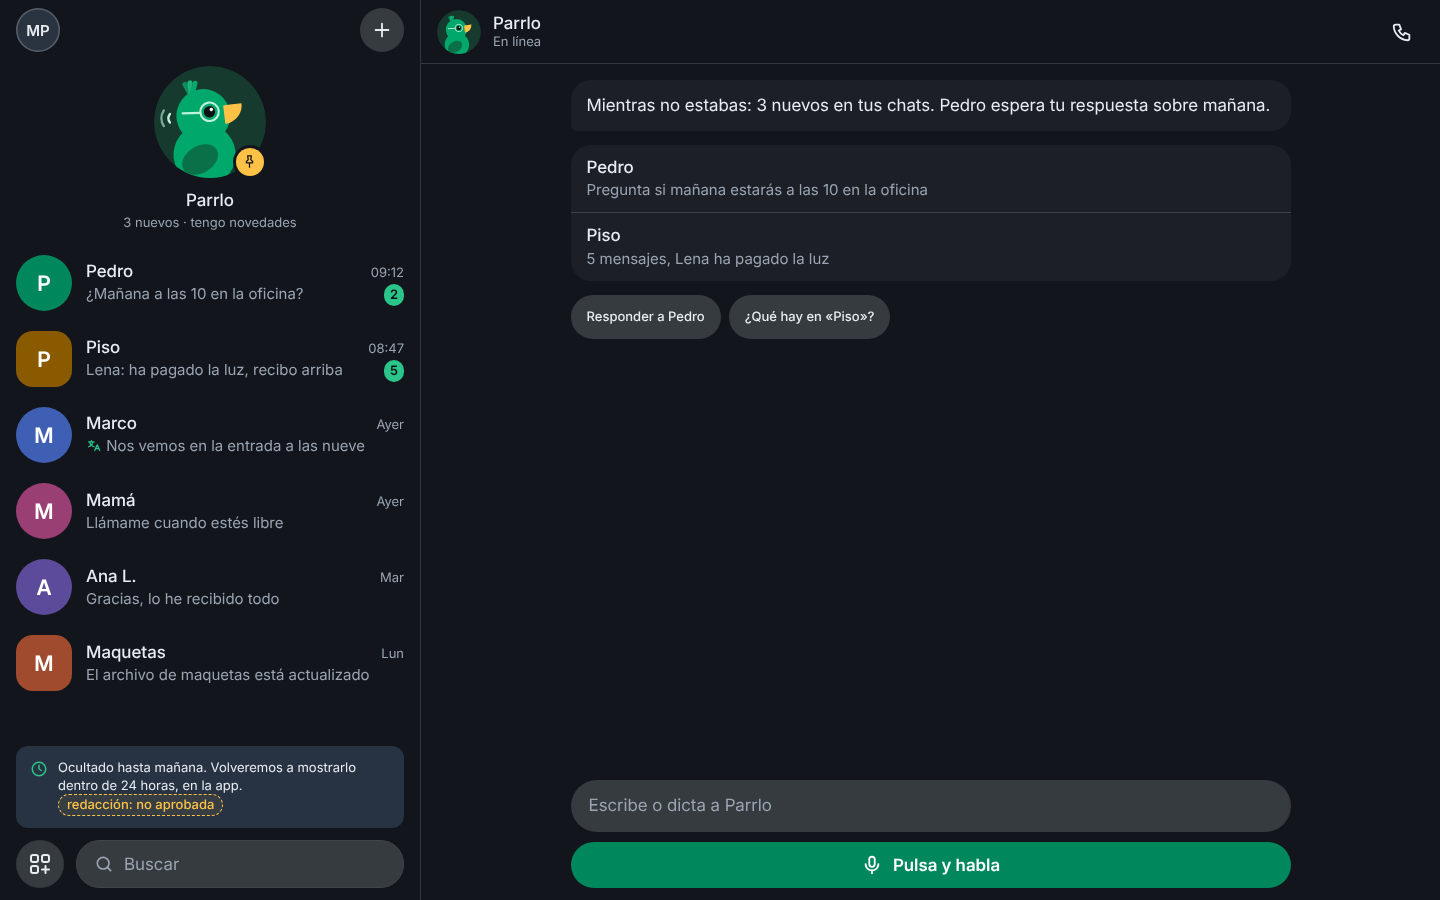 MP
Parrlo
3 nuevos · tengo novedades
P
Pedro
09:12
¿Mañana a las 10 en la oficina?
2
P
Piso
08:47
Lena: ha pagado la luz, recibo arriba
5
M
Marco
Ayer
Nos vemos en la entrada a las nueve
M
Mamá
Ayer
Llámame cuando estés libre
A
Ana L.
Mar
Gracias, lo he recibido todo
M
Maquetas
Lun
El archivo de maquetas está actualizado
Ocultado hasta mañana. Volveremos a mostrarlo
dentro de 24 horas, en la app.
redacción: no aprobada
Buscar
Parrlo
En línea
Mientras no estabas: 3 nuevos en tus chats. Pedro espera tu respuesta sobre mañana.
Pedro
Pregunta si mañana estarás a las 10 en la oficina
Piso
5 mensajes, Lena ha pagado la luz
Responder a Pedro
¿Qué hay en «Piso»?
Escribe o dicta a Parrlo
Pulsa y habla